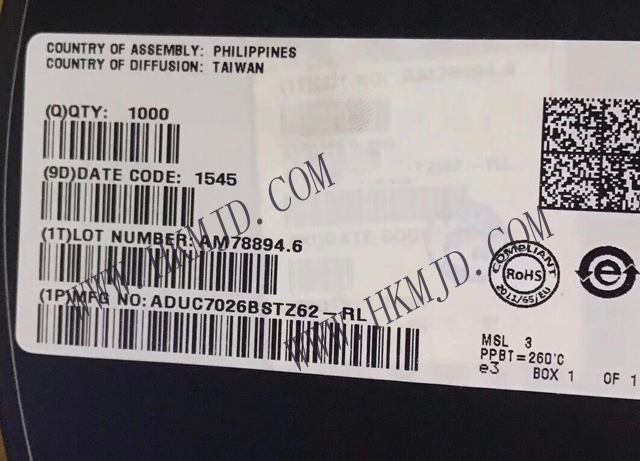 COUNTRY OF ASSEMBLY: PHILIPPINES
COUNTRY OF DIFFUSION: TAIWAN
(Q)QTY: 1000
(9D)DATE CODE: 1545
(1T)LOT NUMBER: AM78894.6
(1P)MFG NO: ADUC7026BSTZ62-RL
WWW.HKMJD.COM
WWW.HKMJD.COM
COMPLIANT
RoHS
2011/65/EU
e
MSL 3
PPBT=260°C
e3
BOX 1 OF 1